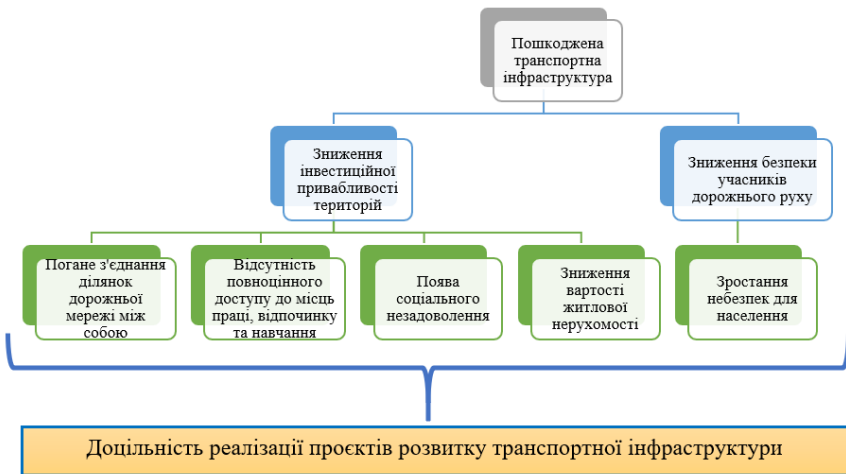 Пошкоджена
транспортна
інфраструктура
Зниження
інвестиційної
привабливості
територій
Зниження безпеки
учасників
дорожнього руху
Погане з'єднання
ділянок
дорожньої
мережі між
собою
Відсутність
повноцінного
доступу до місць
праці, відпочинку
та навчання
Поява
соціального
незадоволення
Зниження
вартості
житлової
нерухомості
Зростання
небезпек для
населення
Доцільність реалізації проєктів розвитку транспортної інфраструктури